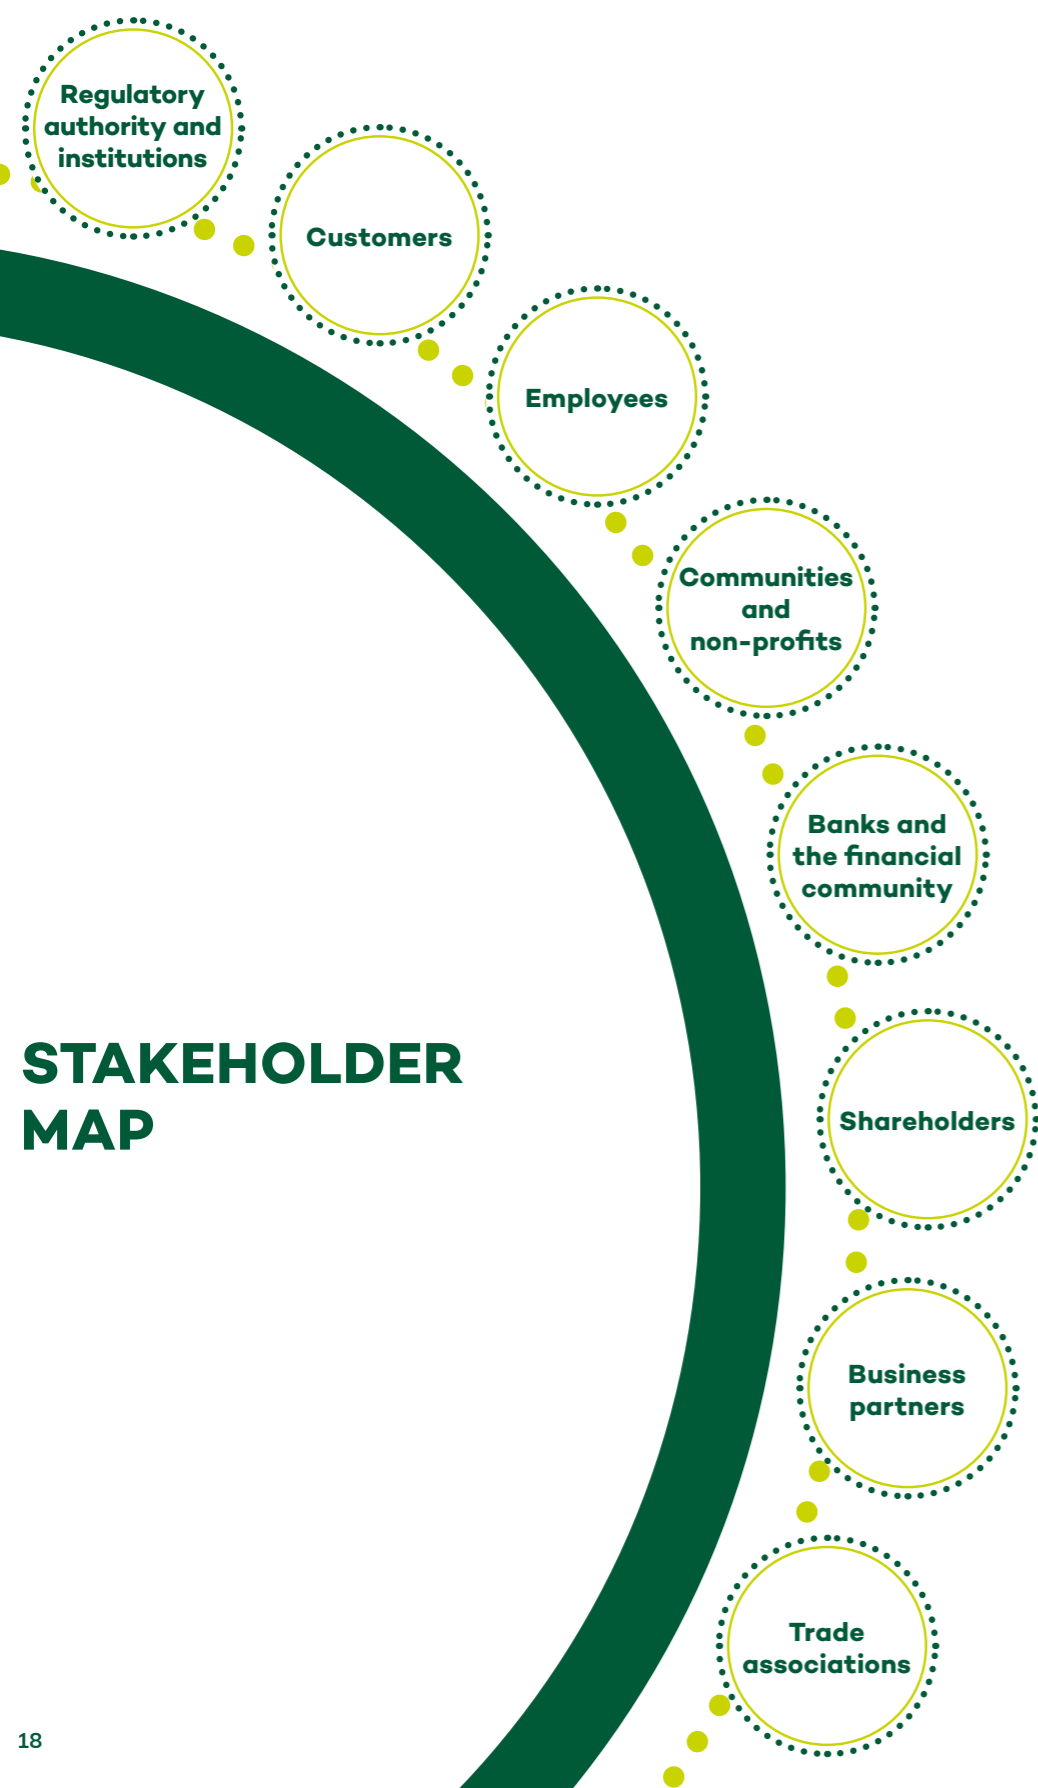 Regulatory
authority and
institutions
Customers
Employees
Communities
and
non-profits
Banks and
the financial
community
STAKEHOLDER
MAP
Shareholders
Business
partners
Trade
associations
18